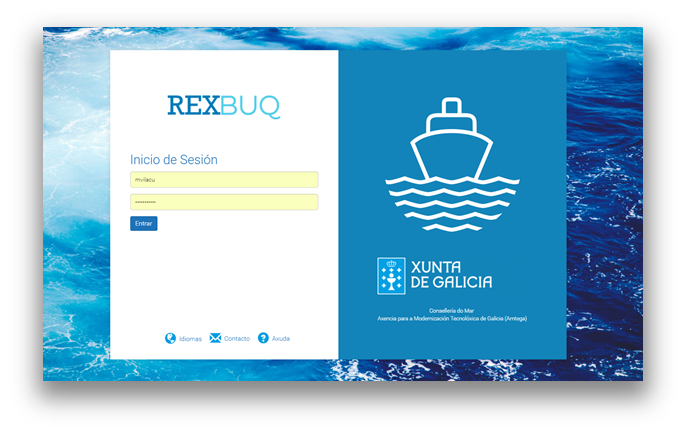 REXBUQ
Inicio de Sesión
mvilacu
Entrar
Idiomas
Contacto
Axuda
XUNTA
DE GALICIA
Consellería do Mar
Axencia para a Modernización Tecnolóxica de Galicia (Amtega)